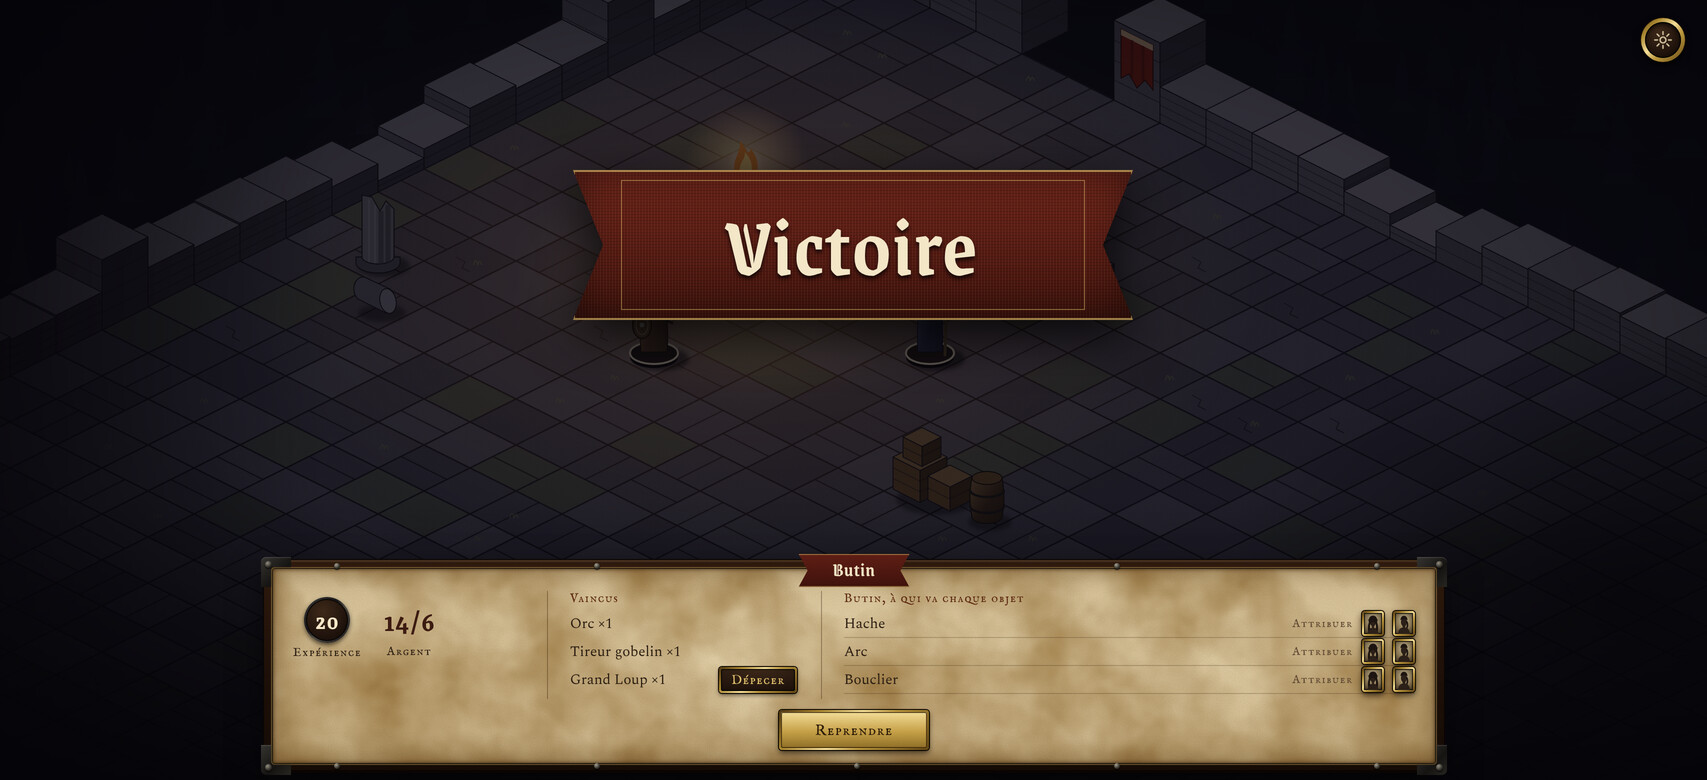 Victoire
Butin
20
Expérience
14/6
Argent
Vaincus
Orc ×1
Tireur gobelin ×1
Grand Loup ×1
Dépecer
Butin, à qui va chaque objet
Hache
Attribuer
Arc
Attribuer
Bouclier
Attribuer
Reprendre